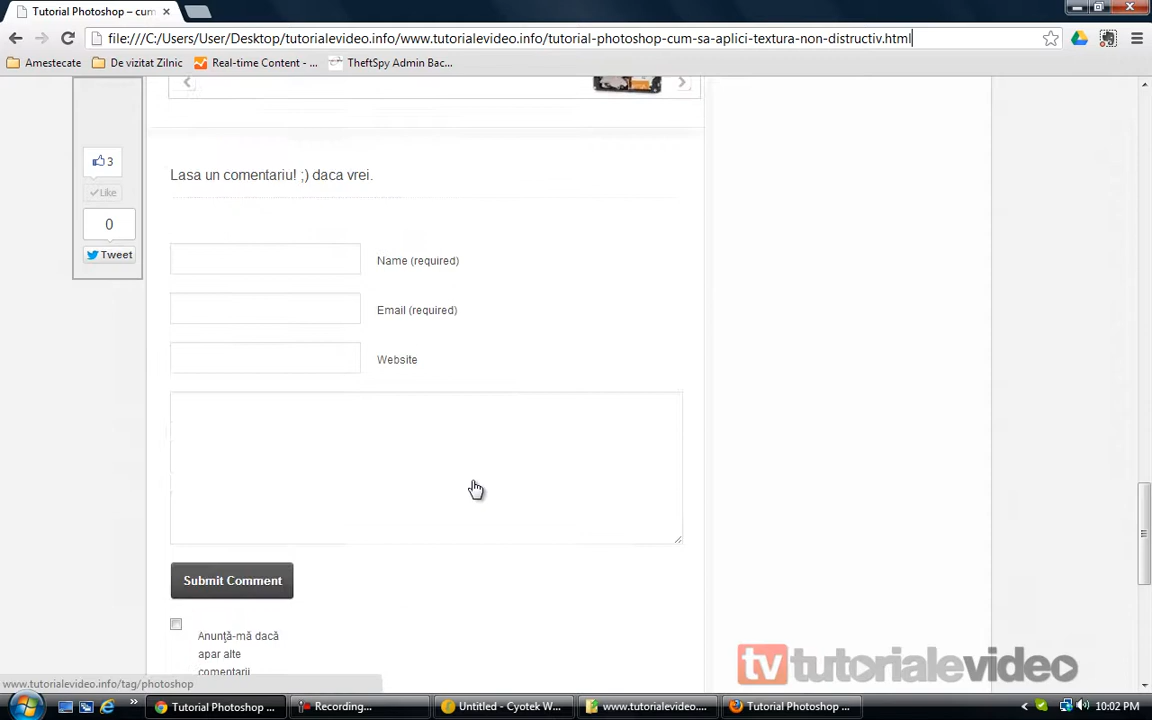 Tutorial Photoshop – cum
file:///C:/Users/User/Desktop/tutorialevideo.info/www.tutorialevideo.info/tutorial-photoshop-cum-sa-aplici-textura-non-distructiv.html
Amestecate
De vizitat Zilnic
Real-time Content - ...
TheftSpy Admin Bac...
3
Like
0
Tweet
Lasa un comentariu! ;) daca vrei.
Name (required)
Email (required)
Website
Submit Comment
Anunță-mă dacă
apar alte
comentarii
tv tutorialevideo
www.tutorialevideo.info/tag/photoshop
Tutorial Photoshop ...
Recording...
Untitled - Cyotek W...
www.tutorialevideo....
Tutorial Photoshop ...
10:02 PM